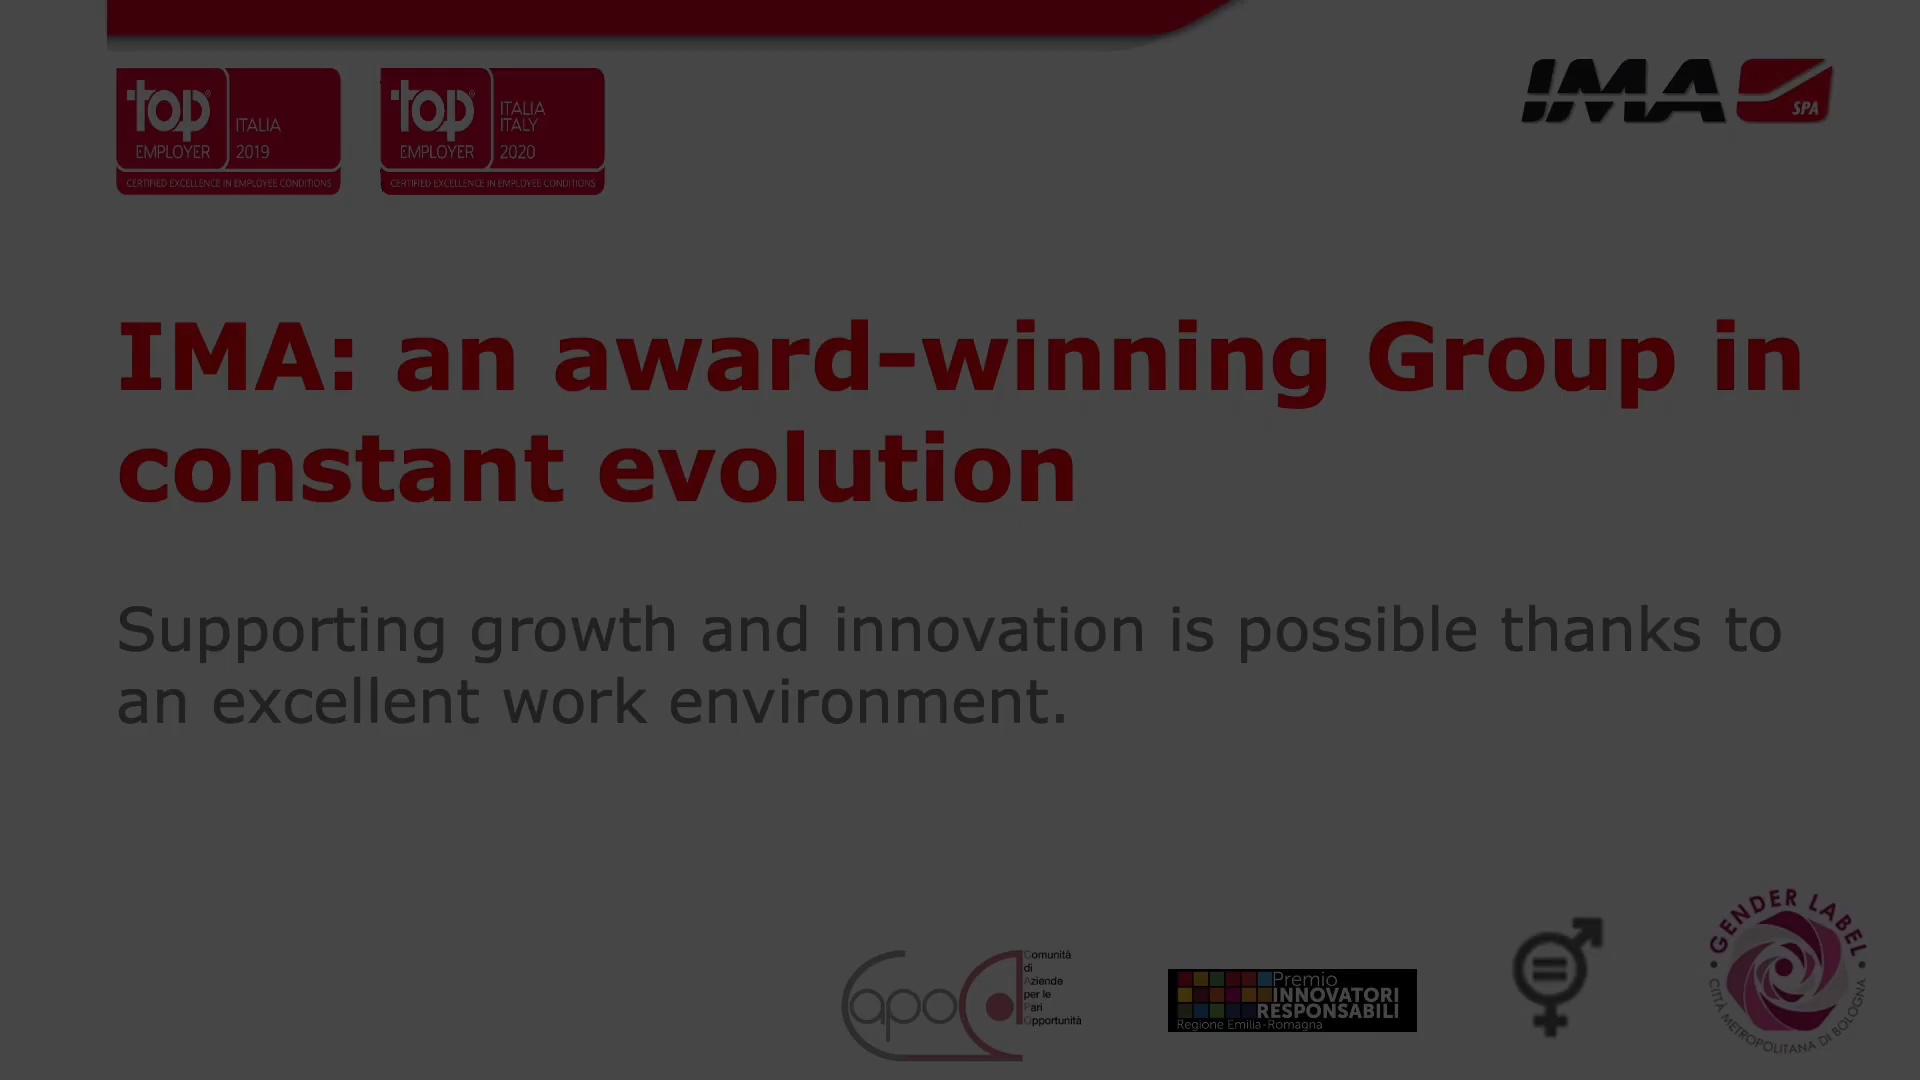 top®
EMPLOYER
ITALIA
2019
CERTIFIED EXCELLENCE IN EMPLOYEE CONDITIONS
top®
EMPLOYER
ITALIA
ITALY
2020
CERTIFIED EXCELLENCE IN EMPLOYEE CONDITIONS
IMA
SPA
IMA: an award-winning Group in
constant evolution
Supporting growth and innovation is possible thanks to
an excellent work environment.
Capo
Comunità
di
Aziende
per le
Pari
Opportunità
Premio
INNOVATORI
RESPONSABILI
Regione Emilia-Romagna
GENDER LABEL
CITTÀ METROPOLITANA DI BOLOGNA